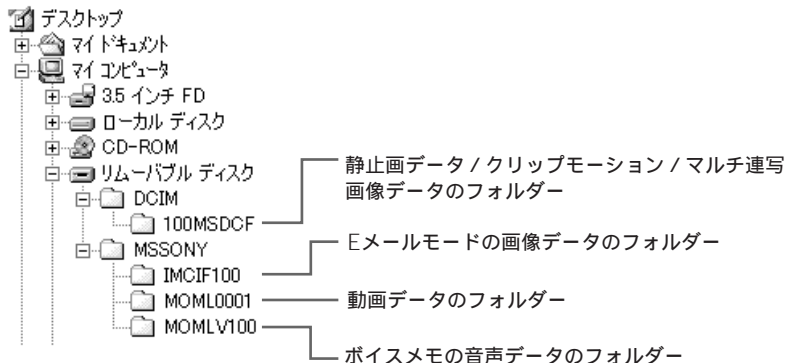 デスクトップ
マイ ドキュメント
マイ コンピュータ
3.5 インチ FD
ローカル ディスク
CD-ROM
リムーバブル ディスク
DCIM
100MSDCF
静止画データ / クリップモーション / マルチ連写
画像データのフォルダー
MSSONY
IMCIF100
Eメールモードの画像データのフォルダー
MOML0001
動画データのフォルダー
MOMLV100
ボイスメモの音声データのフォルダー